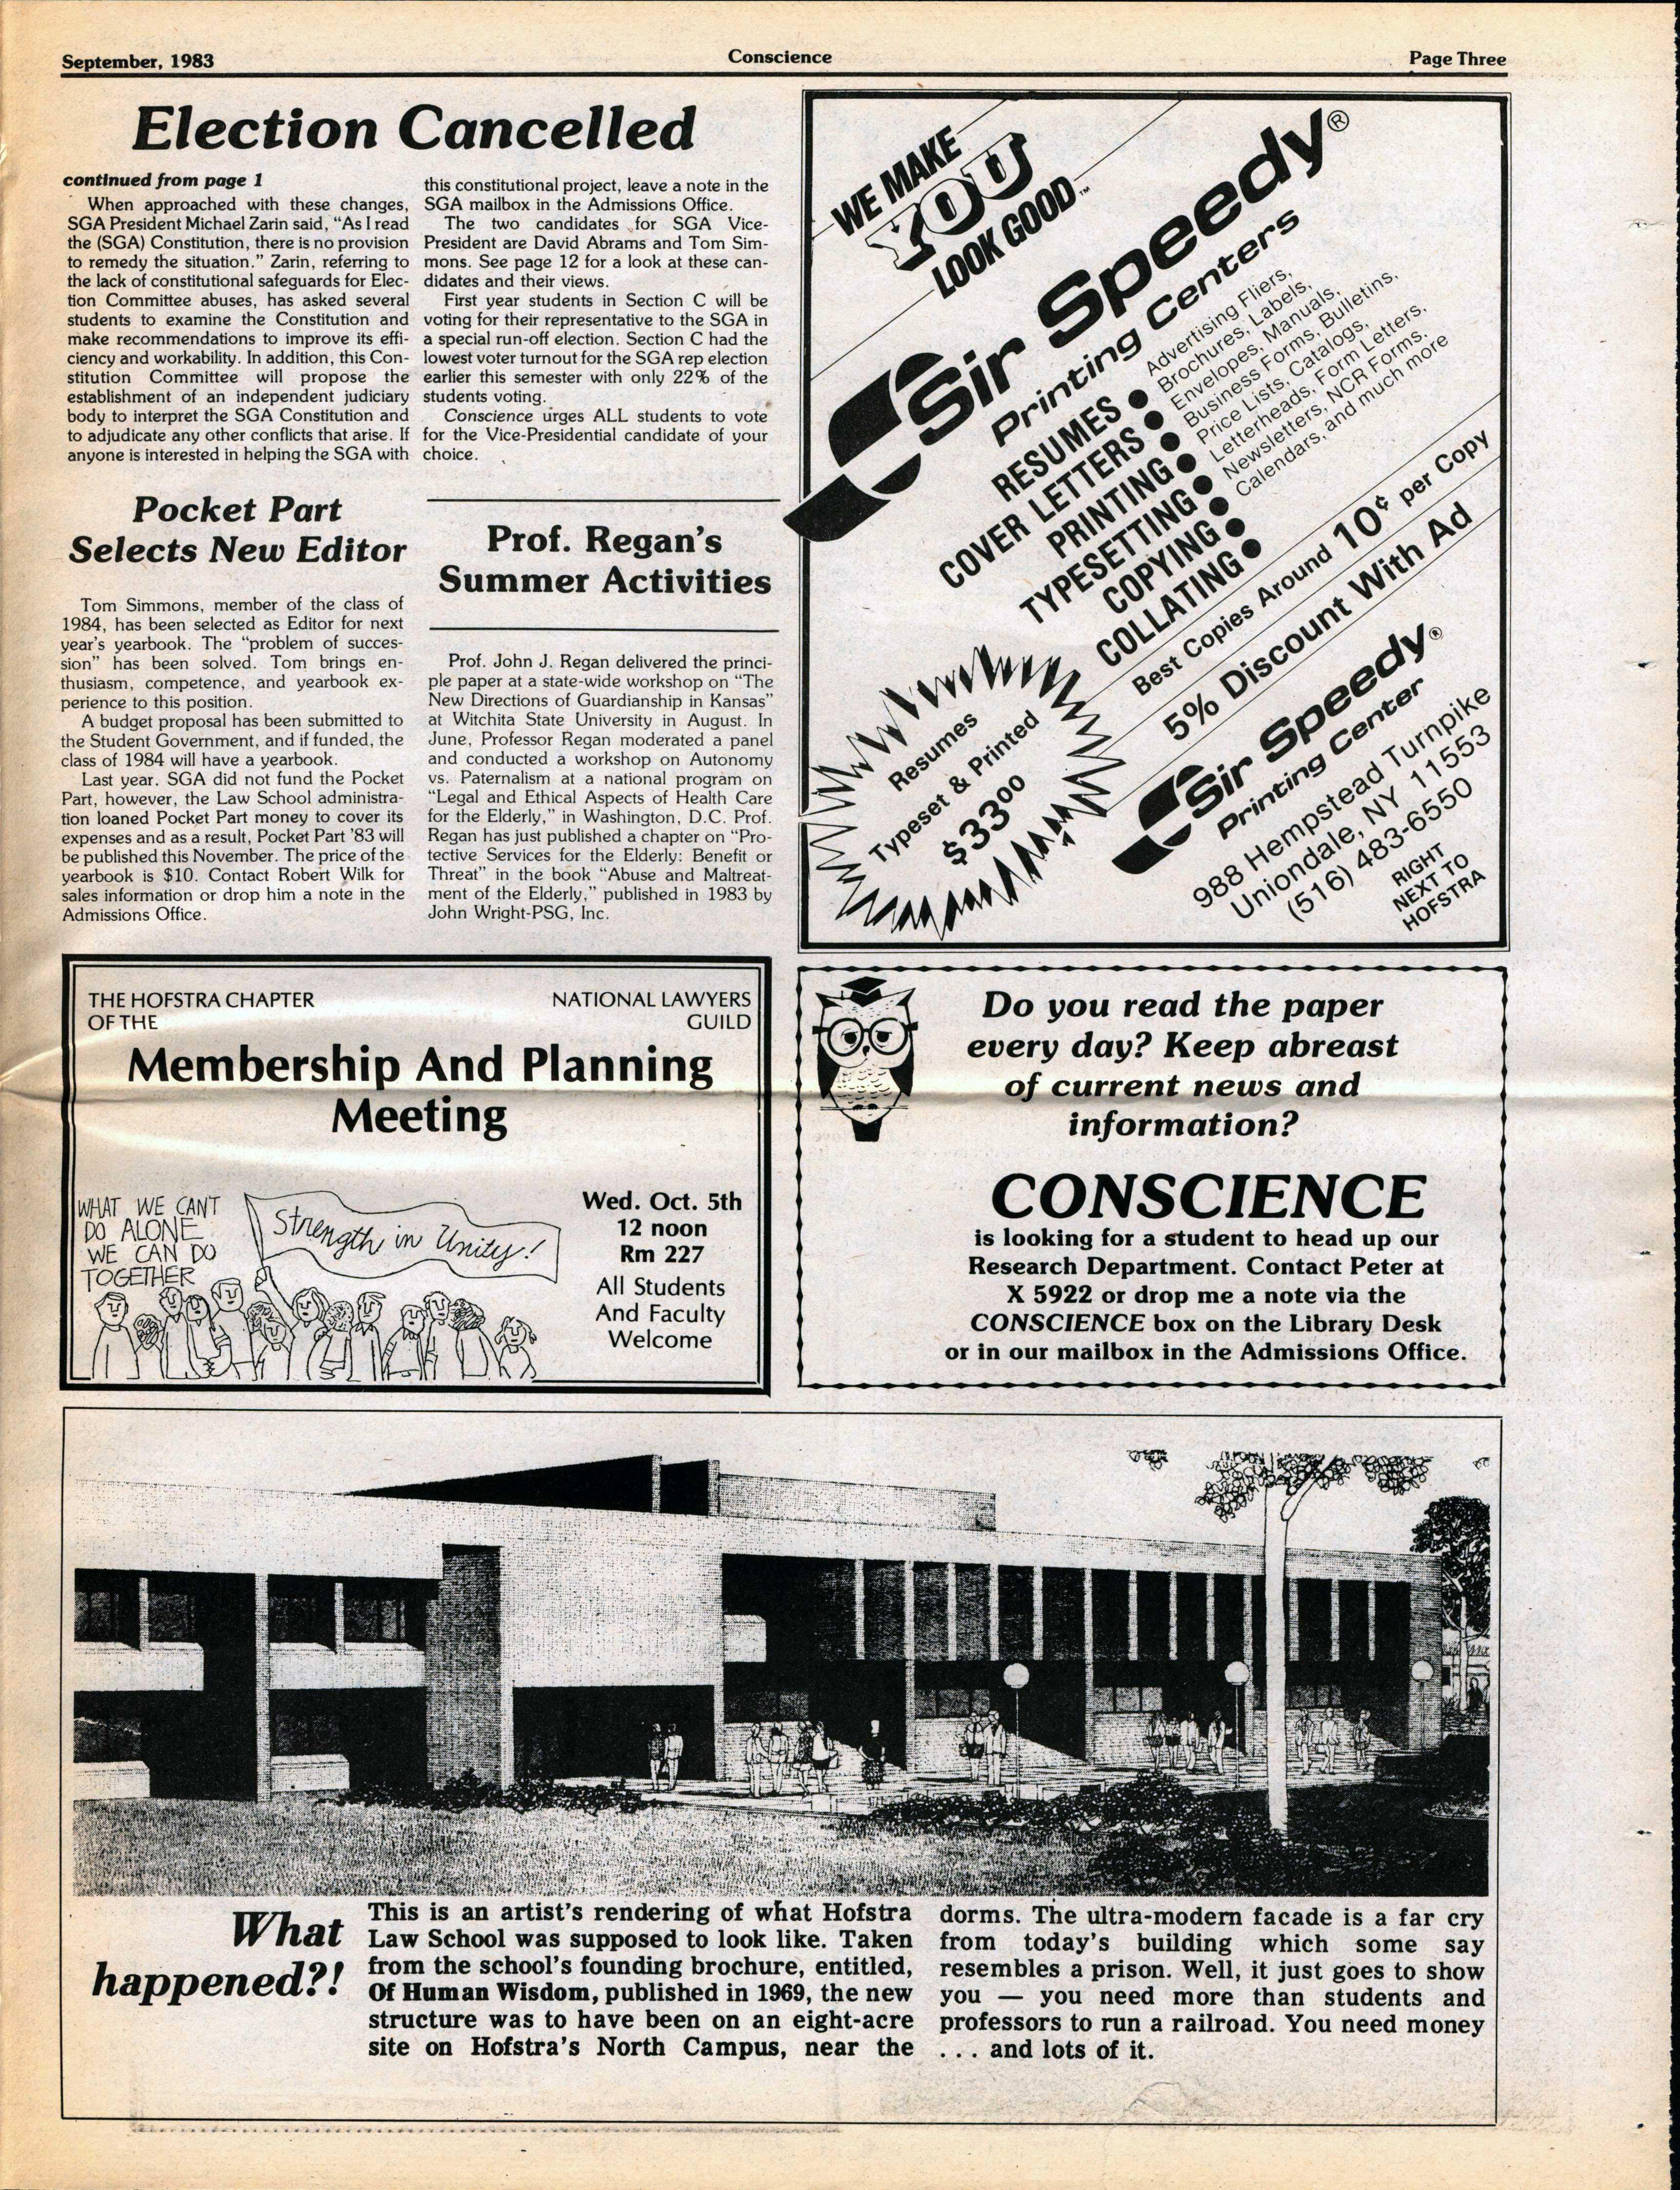 September, 1983
Conscience
Page Three
Election Cancelled
continued from page 1
When approached with these changes,
SGA President Michael Zarin said, “As I read
the (SGA) Constitution, there is no provision
to remedy the situation.” Zarin, referring to
the lack of constitutional safeguards for Elec-
tion Committee abuses, has asked several
students to examine the Constitution and
make recommendations to improve its effi-
ciency and workability. In addition, this Con-
stitution Committee will propose the
establishment of an independent judiciary
body to interpret the SGA Constitution and
to adjudicate any other conflicts that arise. If
anyone is interested in helping the SGA with
this constitutional project, leave a note in the
SGA mailbox in the Admissions Office.
The two candidates for SGA Vice-
President are David Abrams and Tom Sim-
mons. See page 12 for a look at these can-
didates and their views.
First year students in Section C will be
voting for their representative to the SGA in
a special run-off election. Section C had the
lowest voter turnout for the SGA rep election
earlier this semester with only 22% of the
students voting.
Conscience urges ALL students to vote
for the Vice-Presidential candidate of your
choice.
Pocket Part
Selects New Editor
Tom Simmons, member of the class of
1984, has been selected as Editor for next
year's yearbook. The “problem of succes-
sion” has been solved. Tom brings en-
thusiasm, competence, and yearbook ex-
perience to this position.
A budget proposal has been submitted to
the Student Government, and if funded, the
class of 1984 will have a yearbook.
Last year. SGA did not fund the Pocket
Part, however, the Law School administra-
tion loaned Pocket Part money to cover its
expenses and as a result, Pocket Part '83 will
be published this November. The price of the
yearbook is $10. Contact Robert Wilk for
sales information or drop him a note in the
Admissions Office.
Prof. Regan's
Summer Activities
Prof. John J. Regan delivered the princi-
ple paper at a state-wide workshop on “The
New Directions of Guardianship in Kansas”
at Witchita State University in August. In
June, Professor Regan moderated a panel
and conducted a workshop on Autonomy
vs. Paternalism at a national program on
“Legal and Ethical Aspects of Health Care
for the Elderly,” in Washington, D.C. Prof.
Regan has just published a chapter on “Pro-
tective Services for the Elderly: Benefit or
Threat” in the book “Abuse and Maltreat-
ment of the Elderly,” published in 1983 by
John Wright-PSG, Inc.
WE MAKE
YOU
LOOK GOOD™
Sir Speedy®
Printing Centers
RESUMES
COVER LETTERS
PRINTING
TYPESETTING
COPYING
COLLATING
Advertising Fliers,
Brochures, Labels,
Envelopes, Manuals,
Business Forms, Bulletins,
Price Lists, Catalogs,
Letterheads, Form Letters,
Newsletters, NCR Forms,
Calendars, and much more
Best Copies Around 10¢ per Copy
5% Discount With Ad
Resumes
Typeset & Printed
$33.00
Sir Speedy®
Printing Center
988 Hempstead Turnpike
Uniondale, NY 11553
(516) 483-6550
RIGHT
NEXT TO
HOFSTRA
THE HOFSTRA CHAPTER
OF THE
NATIONAL LAWYERS
GUILD
Membership And Planning
Meeting
WHAT WE CAN'T
DO ALONE
WE CAN DO
TOGETHER
Strength in Unity!
Wed. Oct. 5th
12 noon
Rm 227
All Students
And Faculty
Welcome
Do you read the paper
every day? Keep abreast
of current news and
information?
CONSCIENCE
is looking for a student to head up our
Research Department. Contact Peter at
X 5922 or drop me a note via the
CONSCIENCE box on the Library Desk
or in our mailbox in the Admissions Office.
What
happened?!
This is an artist's rendering of what Hofstra
Law School was supposed to look like. Taken
from the school's founding brochure, entitled,
Of Human Wisdom, published in 1969, the new
structure was to have been on an eight-acre
site on Hofstra's North Campus, near the
dorms. The ultra-modern facade is a far cry
from today's building which some say
resembles a prison. Well, it just goes to show
you — you need more than students and
professors to run a railroad. You need money
. . . and lots of it.